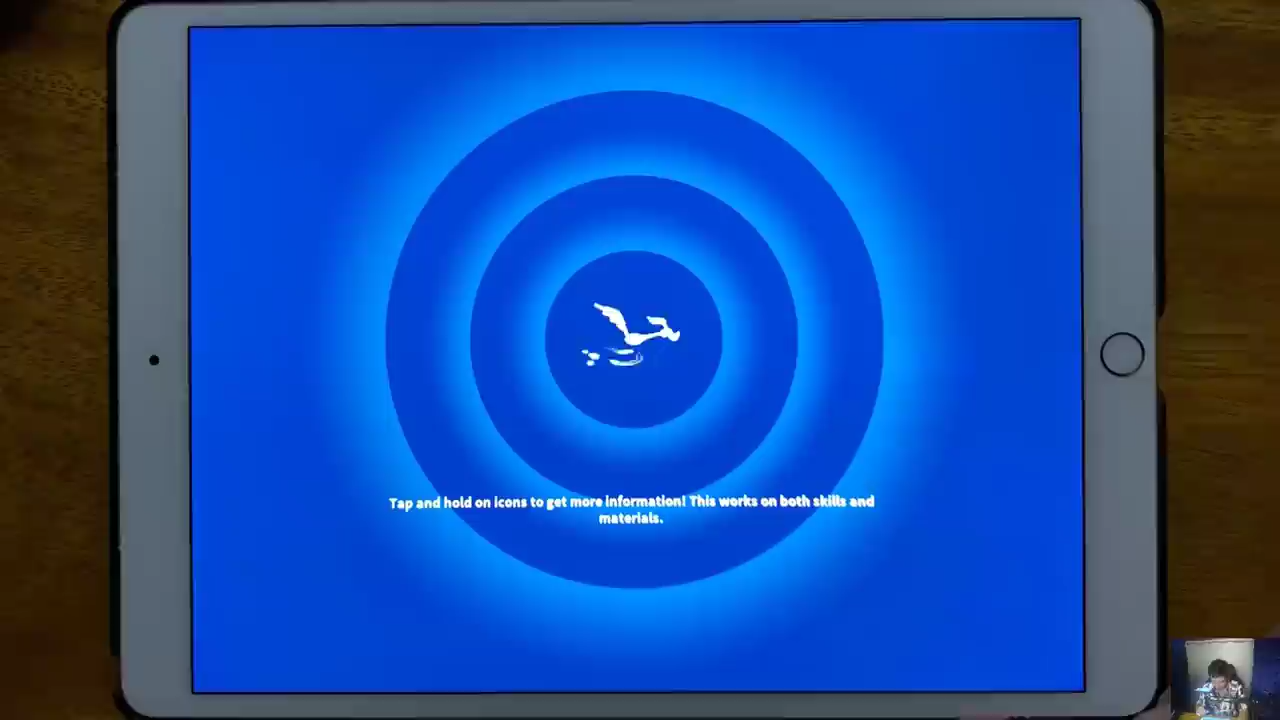 Tap and hold on icons to get more information! This works on both skills and
materials.